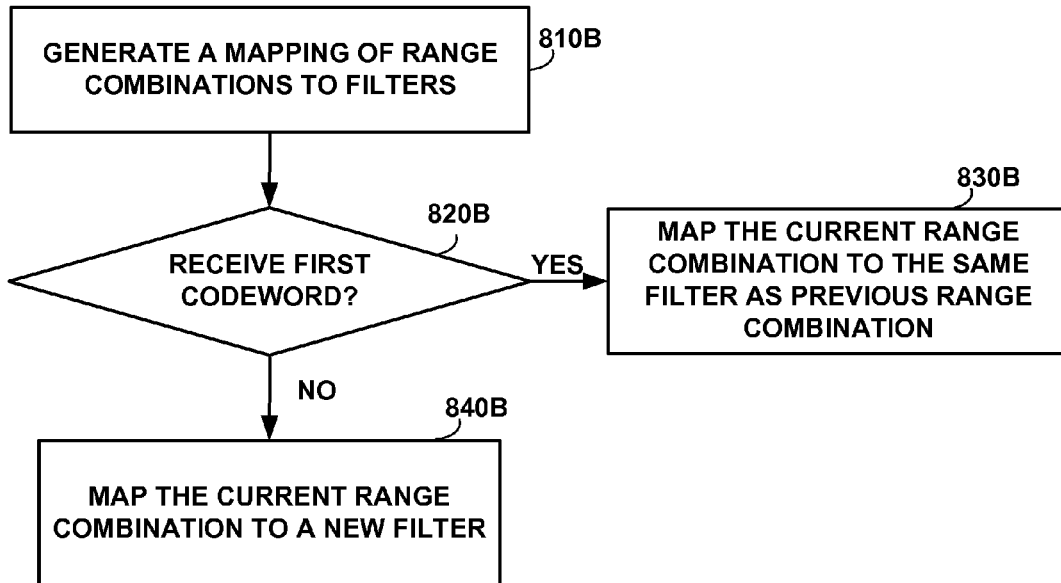 GENERATE A MAPPING OF RANGE
COMBINATIONS TO FILTERS
810B
RECEIVE FIRST
CODEWORD?
820B
YES
830B
MAP THE CURRENT RANGE
COMBINATION TO THE SAME
FILTER AS PREVIOUS RANGE
COMBINATION
NO
840B
MAP THE CURRENT RANGE
COMBINATION TO A NEW FILTER